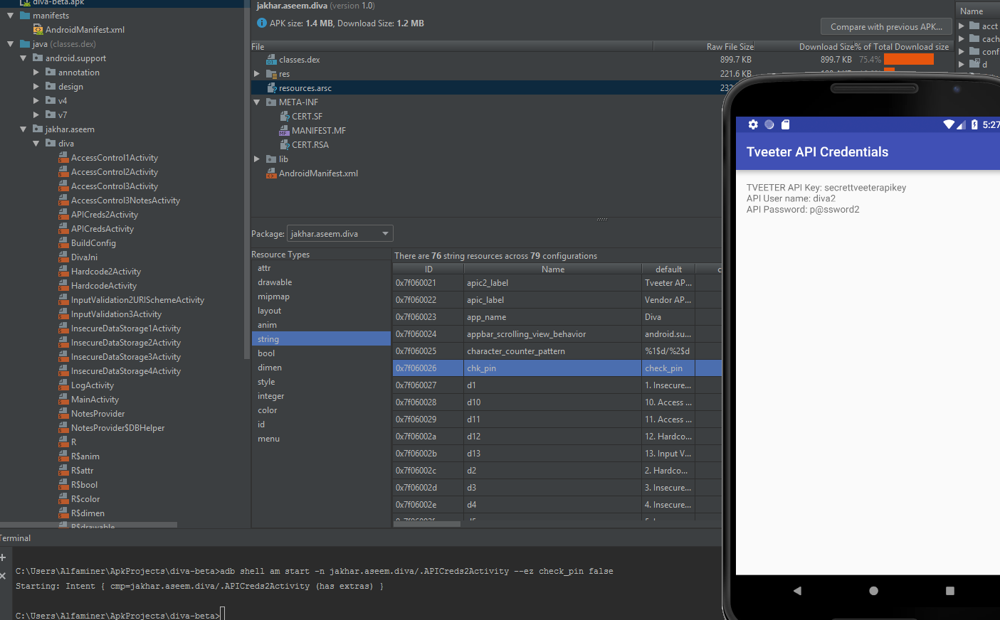 diva-beta.apk
manifests
AndroidManifest.xml
java (classes.dex)
android.support
annotation
design
v4
v7
jakhar.aseem
diva
AccessControl1Activity
AccessControl2Activity
AccessControl3Activity
AccessControl3NotesActivity
APICreds2Activity
APICredsActivity
BuildConfig
DivaJni
Hardcode2Activity
HardcodeActivity
InputValidation2URISchemeActivity
InputValidation3Activity
InsecureDataStorage1Activity
InsecureDataStorage2Activity
InsecureDataStorage3Activity
InsecureDataStorage4Activity
LogActivity
MainActivity
NotesProvider
NotesProvider$DBHelper
R
R$anim
R$attr
R$bool
R$color
R$dimen
R$drawable
jakhar.aseem.diva (version 1.0)
APK size: 1.4 MB, Download Size: 1.2 MB
Compare with previous APK...
File Raw File Size Download Size % of Total Download size
classes.dex 899.7 KB 899.7 KB 75.4%
res 221.6 KB
resources.arsc 232
META-INF
CERT.SF
MANIFEST.MF
CERT.RSA
lib
AndroidManifest.xml
Package: jakhar.aseem.diva
Resource Types
attr
drawable
mipmap
layout
anim
string
bool
dimen
style
integer
color
id
menu
There are 76 string resources across 79 configurations
ID Name default c
0x7f060021 apic2_label Tveeter AP...
0x7f060022 apic_label Vendor AP...
0x7f060023 app_name Diva
0x7f060024 appbar_scrolling_view_behavior android.su...
0x7f060025 character_counter_pattern %1$d/%2$d
0x7f060026 chk_pin check_pin
0x7f060027 d1 1. Insecure...
0x7f060028 d10 10. Access ...
0x7f060029 d11 11. Access ...
0x7f06002a d12 12. Hardco...
0x7f06002b d13 13. Input V...
0x7f06002c d2 2. Hardco...
0x7f06002d d3 3. Insecure...
0x7f06002e d4 4. Insecure...
Name
acct
cach
conf
d
5:27
Tveeter API Credentials
TVEETER API Key: secrettveeterapikey
API User name: diva2
API Password: p@ssword2
Terminal
C:\Users\Alfaminer\ApkProjects\diva-beta>adb shell am start -n jakhar.aseem.diva/.APICreds2Activity --ez check_pin false
Starting: Intent { cmp=jakhar.aseem.diva/.APICreds2Activity (has extras) }
C:\Users\Alfaminer\ApkProjects\diva-beta>